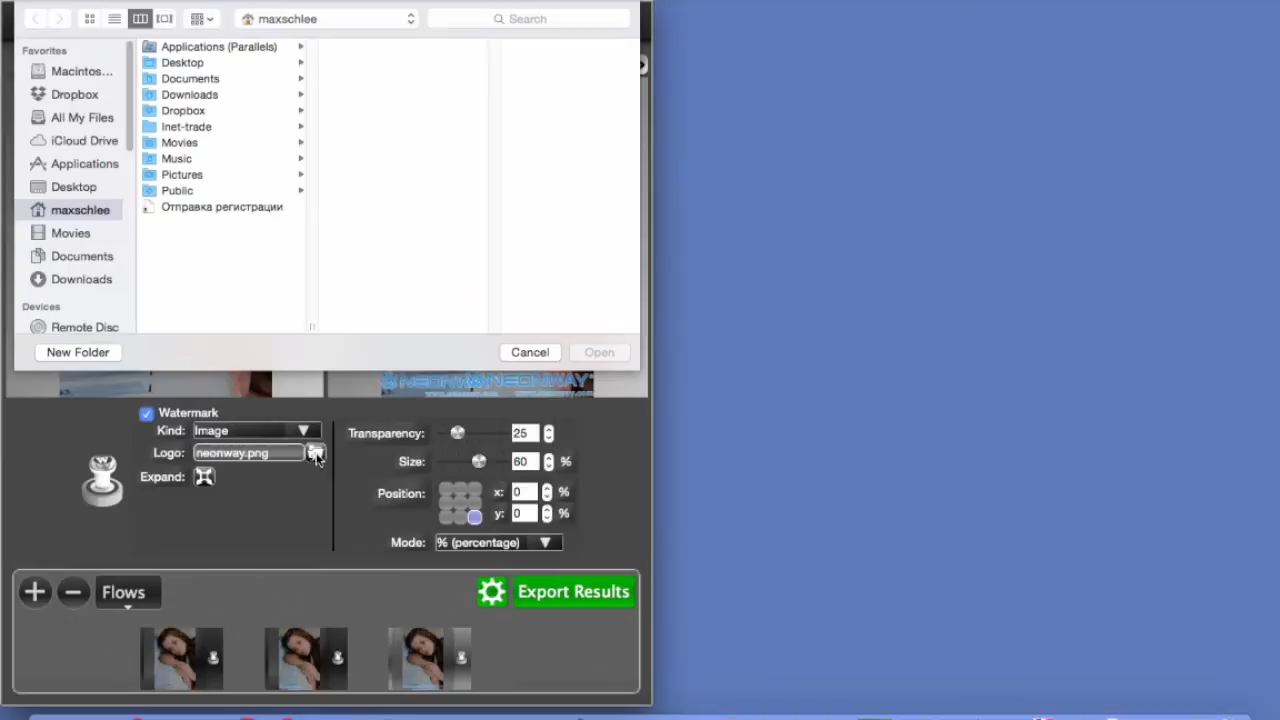 maxschlee
Search
Favorites
Macintos...
Dropbox
All My Files
iCloud Drive
Applications
Desktop
maxschlee
Movies
Documents
Downloads
Devices
Remote Disc
Applications (Parallels)
Desktop
Documents
Downloads
Dropbox
Inet-trade
Movies
Music
Pictures
Public
Отправка регистрации
New Folder
Cancel
Open
NEONWAY
Watermark
Kind: Image
Logo: neonway.png
Expand:
Transparency: 25
Size: 60 %
Position: x: 0 %
y: 0 %
Mode: % (percentage)
Flows
Export Results